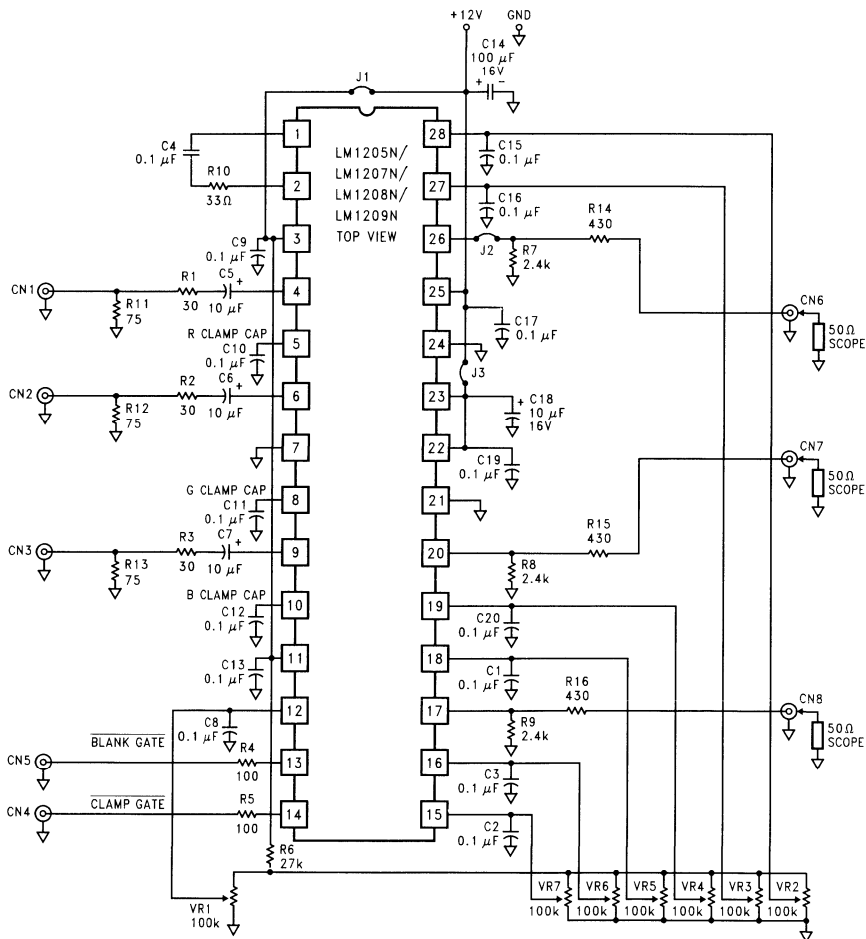 +12V
GND
C14
100 μF
16V
+
−
J1
C4
0.1 μF
R10
33Ω
1
2
3
4
5
6
7
8
9
10
11
12
13
14
LM1205N/
LM1207N/
LM1208N/
LM1209N
TOP VIEW
28
27
26
25
24
23
22
21
20
19
18
17
16
15
C15
0.1 μF
C16
0.1 μF
R14
430
J2
R7
2.4k
C9
0.1 μF
CN1
R1
30
C5
+
10 μF
R11
75
R CLAMP CAP
C10
0.1 μF
CN2
R2
30
C6
+
10 μF
R12
75
G CLAMP CAP
C11
0.1 μF
CN3
R3
30
C7
+
10 μF
R13
75
B CLAMP CAP
C12
0.1 μF
C13
0.1 μF
C8
0.1 μF
BLANK GATE
CN5
R4
100
CLAMP GATE
CN4
R5
100
R6
27k
VR1
100k
CN6
50Ω
SCOPE
C17
0.1 μF
J3
+
C18
10 μF
16V
C19
0.1 μF
CN7
50Ω
SCOPE
R15
430
R8
2.4k
C20
0.1 μF
C1
0.1 μF
R16
430
CN8
50Ω
SCOPE
R9
2.4k
C3
0.1 μF
C2
0.1 μF
VR7
100k
VR6
100k
VR5
100k
VR4
100k
VR3
100k
VR2
100k